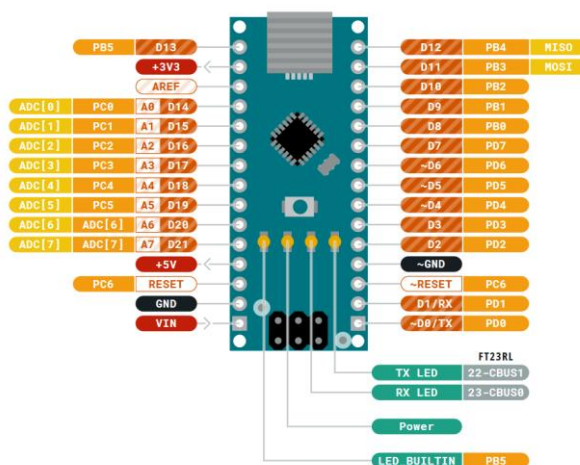 PB5 D13
+3V3
AREF
ADC[0] PC0 A0 D14
ADC[1] PC1 A1 D15
ADC[2] PC2 A2 D16
ADC[3] PC3 A3 D17
ADC[4] PC4 A4 D18
ADC[5] PC5 A5 D19
ADC[6] ADC[6] A6 D20
ADC[7] ADC[7] A7 D21
+5V
PC6 RESET
GND
VIN
D12 PB4 MISO
D11 PB3 MOSI
D10 PB2
D9 PB1
D8 PB0
D7 PD7
~D6 PD6
~D5 PD5
~D4 PD4
D3 PD3
D2 PD2
~GND
~RESET PC6
D1/RX PD1
~D0/TX PD0
FT23RL
TX LED 22-CBUS1
RX LED 23-CBUS0
Power
LED BUILTIN PB5